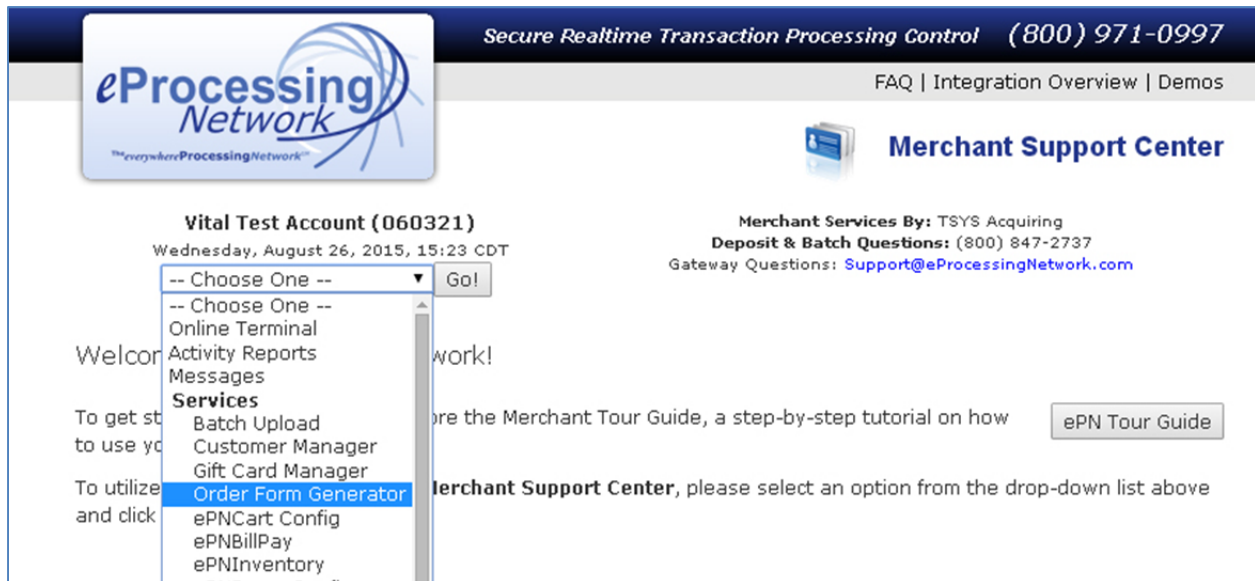 Secure Realtime Transaction Processing Control (800) 971-0997
eProcessing
Network
The everywhereProcessingNetwork
FAQ | Integration Overview | Demos
Merchant Support Center
Vital Test Account (060321)
Wednesday, August 26, 2015, 15:23 CDT
Merchant Services By: TSYS Acquiring
Deposit & Batch Questions: (800) 847-2737
Gateway Questions: Support@eProcessingNetwork.com
-- Choose One -- Go!
-- Choose One --
Online Terminal
Activity Reports
Messages
Services
Batch Upload
Customer Manager
Gift Card Manager
Order Form Generator
ePNCart Config
ePNBillPay
ePNInventory
Welcor work!
To get st ore the Merchant Tour Guide, a step-by-step tutorial on how
to use yo
ePN Tour Guide
To utilize Merchant Support Center, please select an option from the drop-down list above
and click